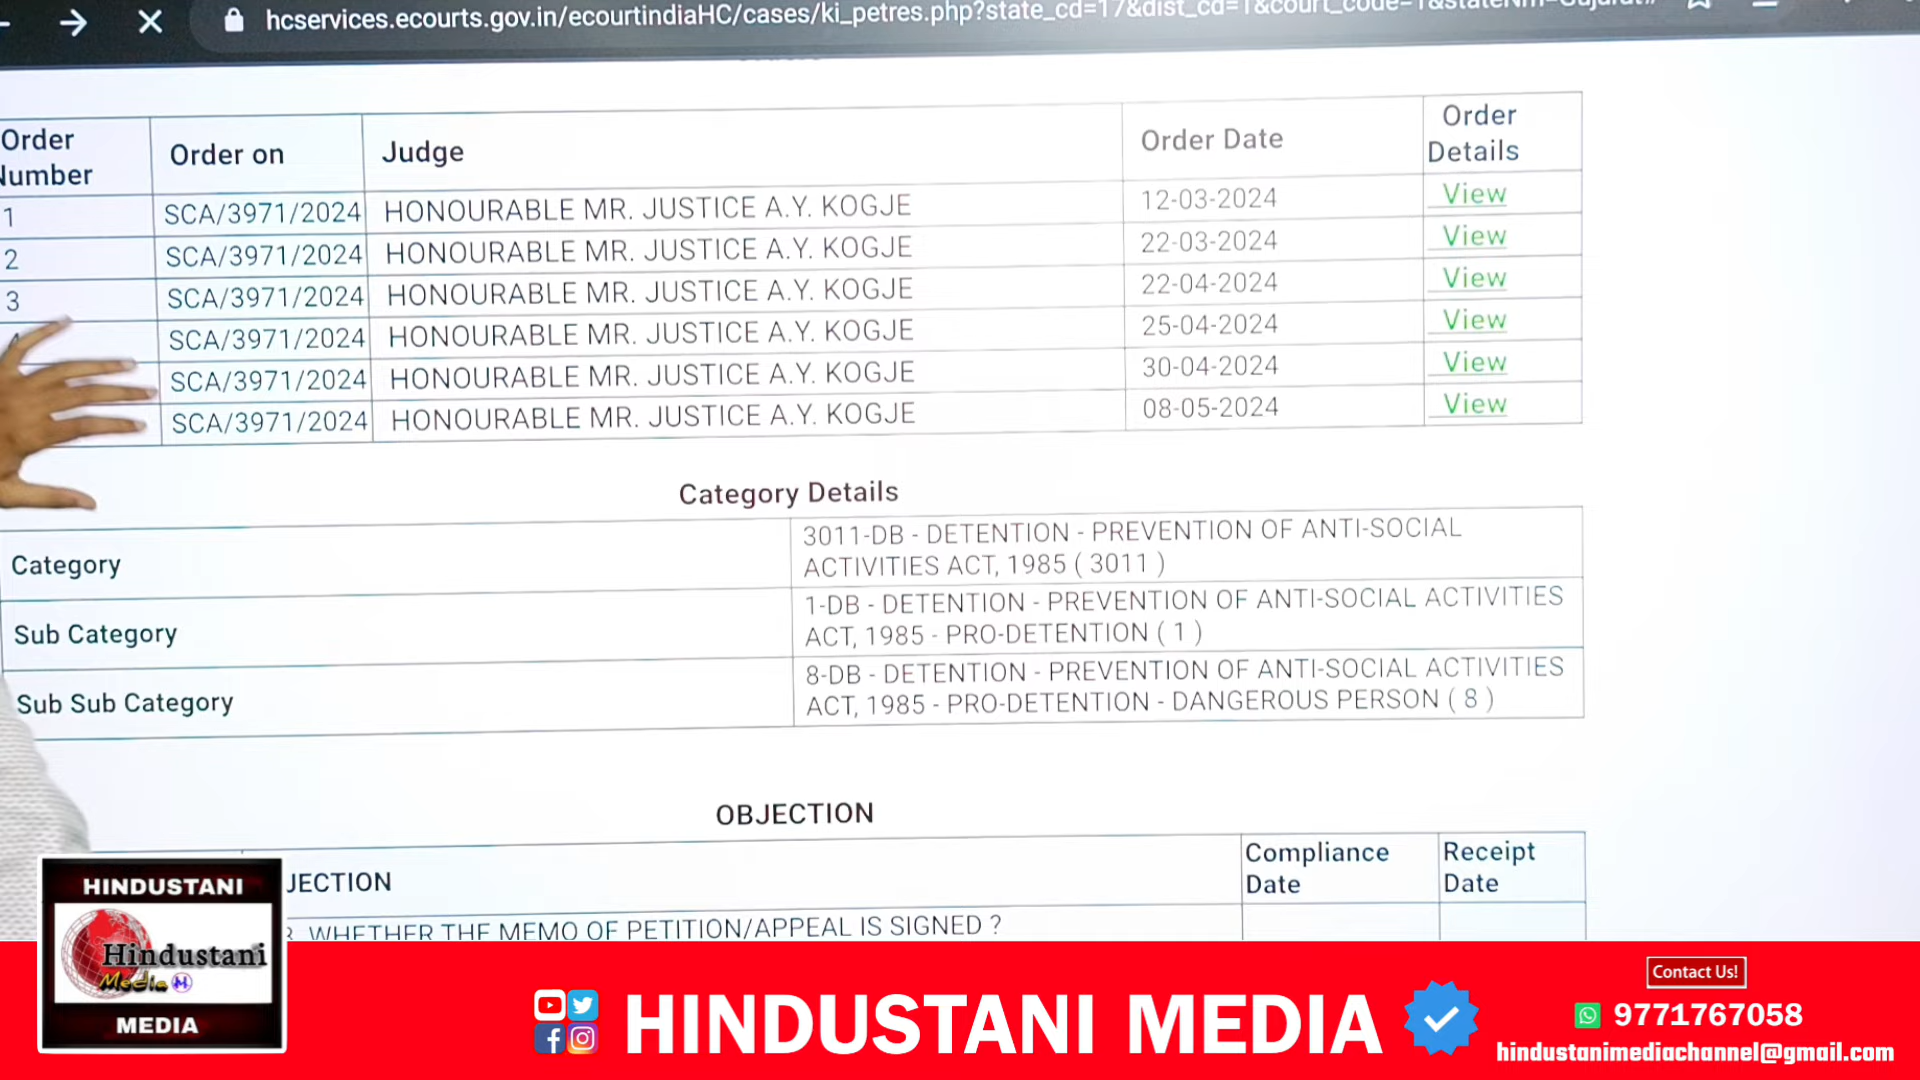 hcservices.ecourts.gov.in/ecourtindiaHC/cases/ki_petres.php?state_cd=17&dist_cd=1&court_code=1&stateNm=Gujarat#
Order Number Order on Judge Order Date Order Details
1 SCA/3971/2024 HONOURABLE MR. JUSTICE A.Y. KOGJE 12-03-2024 View
2 SCA/3971/2024 HONOURABLE MR. JUSTICE A.Y. KOGJE 22-03-2024 View
3 SCA/3971/2024 HONOURABLE MR. JUSTICE A.Y. KOGJE 22-04-2024 View
SCA/3971/2024 HONOURABLE MR. JUSTICE A.Y. KOGJE 25-04-2024 View
SCA/3971/2024 HONOURABLE MR. JUSTICE A.Y. KOGJE 30-04-2024 View
SCA/3971/2024 HONOURABLE MR. JUSTICE A.Y. KOGJE 08-05-2024 View
Category Details
Category
3011-DB - DETENTION - PREVENTION OF ANTI-SOCIAL
ACTIVITIES ACT, 1985 ( 3011 )
Sub Category
1-DB - DETENTION - PREVENTION OF ANTI-SOCIAL ACTIVITIES
ACT, 1985 - PRO-DETENTION ( 1 )
Sub Sub Category
8-DB - DETENTION - PREVENTION OF ANTI-SOCIAL ACTIVITIES
ACT, 1985 - PRO-DETENTION - DANGEROUS PERSON ( 8 )
OBJECTION
JECTION Compliance Date Receipt Date
WHETHER THE MEMO OF PETITION/APPEAL IS SIGNED ?
HINDUSTANI
Hindustani
Media M
MEDIA
HINDUSTANI MEDIA
Contact Us!
9771767058
hindustanimediachannel@gmail.com